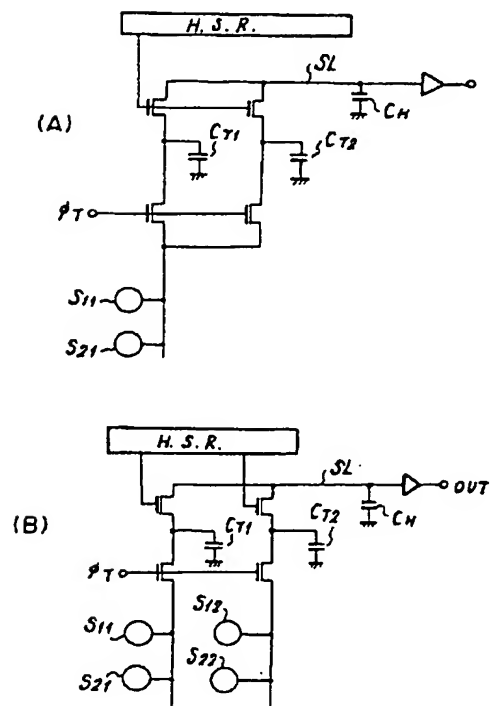 H. S. R.
SL
(A)
CT1
CT2
CH
φT
S11
S21
H. S. R.
SL
OUT
(B)
CT1
CT2
CH
φT
S11
S12
S21
S22